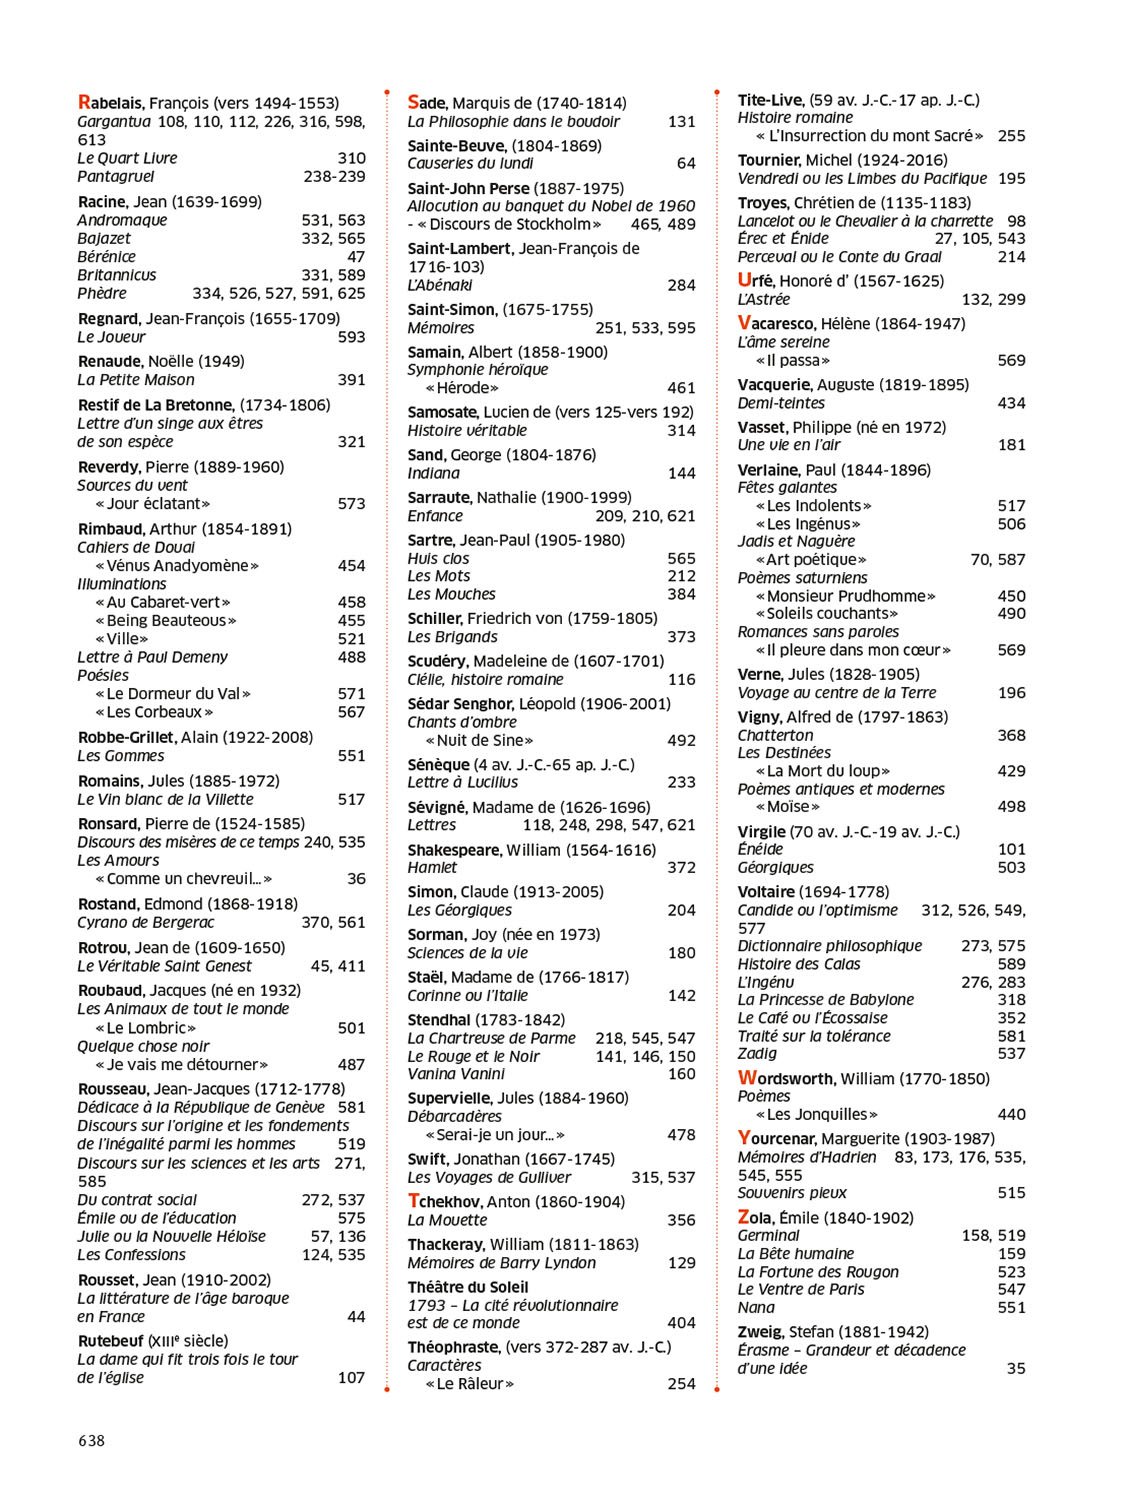 Rabelais, François (vers 1494-1553)
Gargantua 108, 110, 112, 226, 316, 598,
613
Le Quart Livre 310
Pantagruel 238-239
Racine, Jean (1639-1699)
Andromaque 531, 563
Bajazet 332, 565
Bérénice 47
Britannicus 331, 589
Phèdre 334, 526, 527, 591, 625
Regnard, Jean-François (1655-1709)
Le Joueur 593
Renaude, Noëlle (1949)
La Petite Maison 391
Restif de La Bretonne, (1734-1806)
Lettre d'un singe aux êtres
de son espèce 321
Reverdy, Pierre (1889-1960)
Sources du vent
« Jour éclatant» 573
Rimbaud, Arthur (1854-1891)
Cahiers de Douai
« Vénus Anadyomène» 454
Illuminations
« Au Cabaret-vert» 458
« Being Beauteous» 455
« Ville» 521
Lettre à Paul Demeny 488
Poésies
« Le Dormeur du Val» 571
« Les Corbeaux » 567
Robbe-Grillet, Alain (1922-2008)
Les Gommes 551
Romains, Jules (1885-1972)
Le Vin blanc de la Villette 517
Ronsard, Pierre de (1524-1585)
Discours des misères de ce temps 240, 535
Les Amours
« Comme un chevreuil...» 36
Rostand, Edmond (1868-1918)
Cyrano de Bergerac 370, 561
Rotrou, Jean de (1609-1650)
Le Véritable Saint Genest 45, 411
Roubaud, Jacques (né en 1932)
Les Animaux de tout le monde
« Le Lombric» 501
Quelque chose noir
« Je vais me détourner» 487
Rousseau, Jean-Jacques (1712-1778)
Dédicace à la République de Genève 581
Discours sur l'origine et les fondements
de l'inégalité parmi les hommes 519
Discours sur les sciences et les arts 271,
585
Du contrat social 272, 537
Émile ou de l'éducation 575
Julie ou la Nouvelle Héloïse 57, 136
Les Confessions 124, 535
Rousset, Jean (1910-2002)
La littérature de l'âge baroque
en France 44
Rutebeuf (XIIIe siècle)
La dame qui fit trois fois le tour
de l'église 107
Sade, Marquis de (1740-1814)
La Philosophie dans le boudoir 131
Sainte-Beuve, (1804-1869)
Causeries du lundi 64
Saint-John Perse (1887-1975)
Allocution au banquet du Nobel de 1960
- « Discours de Stockholm» 465, 489
Saint-Lambert, Jean-François de
1716-103)
L'Abénaki 284
Saint-Simon, (1675-1755)
Mémoires 251, 533, 595
Samain, Albert (1858-1900)
Symphonie héroïque
« Hérode» 461
Samosate, Lucien de (vers 125-vers 192)
Histoire véritable 314
Sand, George (1804-1876)
Indiana 144
Sarraute, Nathalie (1900-1999)
Enfance 209, 210, 621
Sartre, Jean-Paul (1905-1980)
Huis clos 565
Les Mots 212
Les Mouches 384
Schiller, Friedrich von (1759-1805)
Les Brigands 373
Scudéry, Madeleine de (1607-1701)
Clélie, histoire romaine 116
Sédar Senghor, Léopold (1906-2001)
Chants d'ombre
« Nuit de Sine» 492
Sénèque (4 av. J.-C.-65 ap. J.-C.)
Lettre à Lucilius 233
Sévigné, Madame de (1626-1696)
Lettres 118, 248, 298, 547, 621
Shakespeare, William (1564-1616)
Hamlet 372
Simon, Claude (1913-2005)
Les Géorgiques 204
Sorman, Joy (née en 1973)
Sciences de la vie 180
Staël, Madame de (1766-1817)
Corinne ou l'Italie 142
Stendhal (1783-1842)
La Chartreuse de Parme 218, 545, 547
Le Rouge et le Noir 141, 146, 150
Vanina Vanini 160
Supervielle, Jules (1884-1960)
Débarcadères
« Serai-je un jour...» 478
Swift, Jonathan (1667-1745)
Les Voyages de Gulliver 315, 537
Tchekhov, Anton (1860-1904)
La Mouette 356
Thackeray, William (1811-1863)
Mémoires de Barry Lyndon 129
Théâtre du Soleil
1793 – La cité révolutionnaire
est de ce monde 404
Théophraste, (vers 372-287 av. J.-C.)
Caractères
« Le Râleur» 254
Tite-Live, (59 av. J.-C.-17 ap. J.-C.)
Histoire romaine
« L'Insurrection du mont Sacré» 255
Tournier, Michel (1924-2016)
Vendredi ou les Limbes du Pacifique 195
Troyes, Chrétien de (1135-1183)
Lancelot ou le Chevalier à la charrette 98
Érec et Énide 27, 105, 543
Perceval ou le Conte du Graal 214
Urfé, Honoré d' (1567-1625)
L'Astrée 132, 299
Vacaresco, Hélène (1864-1947)
L'âme sereine
« Il passa» 569
Vacquerie, Auguste (1819-1895)
Demi-teintes 434
Vasset, Philippe (né en 1972)
Une vie en l'air 181
Verlaine, Paul (1844-1896)
Fêtes galantes
« Les Indolents» 517
« Les Ingénus» 506
Jadis et Naguère
« Art poétique» 70, 587
Poèmes saturniens
« Monsieur Prudhomme» 450
« Soleils couchants» 490
Romances sans paroles
« Il pleure dans mon cœur» 569
Verne, Jules (1828-1905)
Voyage au centre de la Terre 196
Vigny, Alfred de (1797-1863)
Chatterton 368
Les Destinées
« La Mort du loup» 429
Poèmes antiques et modernes
« Moïse» 498
Virgile (70 av. J.-C.-19 av. J.-C.)
Énéide 101
Géorgiques 503
Voltaire (1694-1778)
Candide ou l'optimisme 312, 526, 549,
577
Dictionnaire philosophique 273, 575
Histoire des Calas 589
L'Ingénu 276, 283
La Princesse de Babylone 318
Le Café ou l'Écossaise 352
Traité sur la tolérance 581
Zadig 537
Wordsworth, William (1770-1850)
Poèmes
« Les Jonquilles» 440
Yourcenar, Marguerite (1903-1987)
Mémoires d'Hadrien 83, 173, 176, 535,
545, 555
Souvenirs pieux 515
Zola, Émile (1840-1902)
Germinal 158, 519
La Bête humaine 159
La Fortune des Rougon 523
Le Ventre de Paris 547
Nana 551
Zweig, Stefan (1881-1942)
Érasme – Grandeur et décadence
d'une idée 35
638